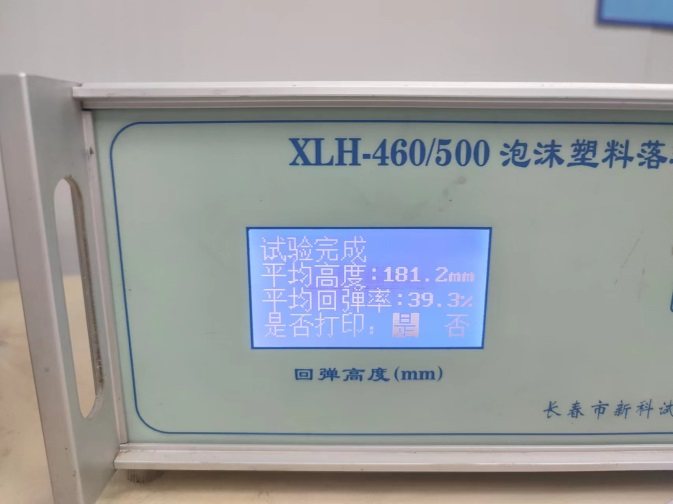 XLH-460/500 泡沫塑料落
试验完成
平均高度:181.2mm
平均回弹率:39.3%
是否打印: 是 否
回弹高度(mm)
长春市新科试